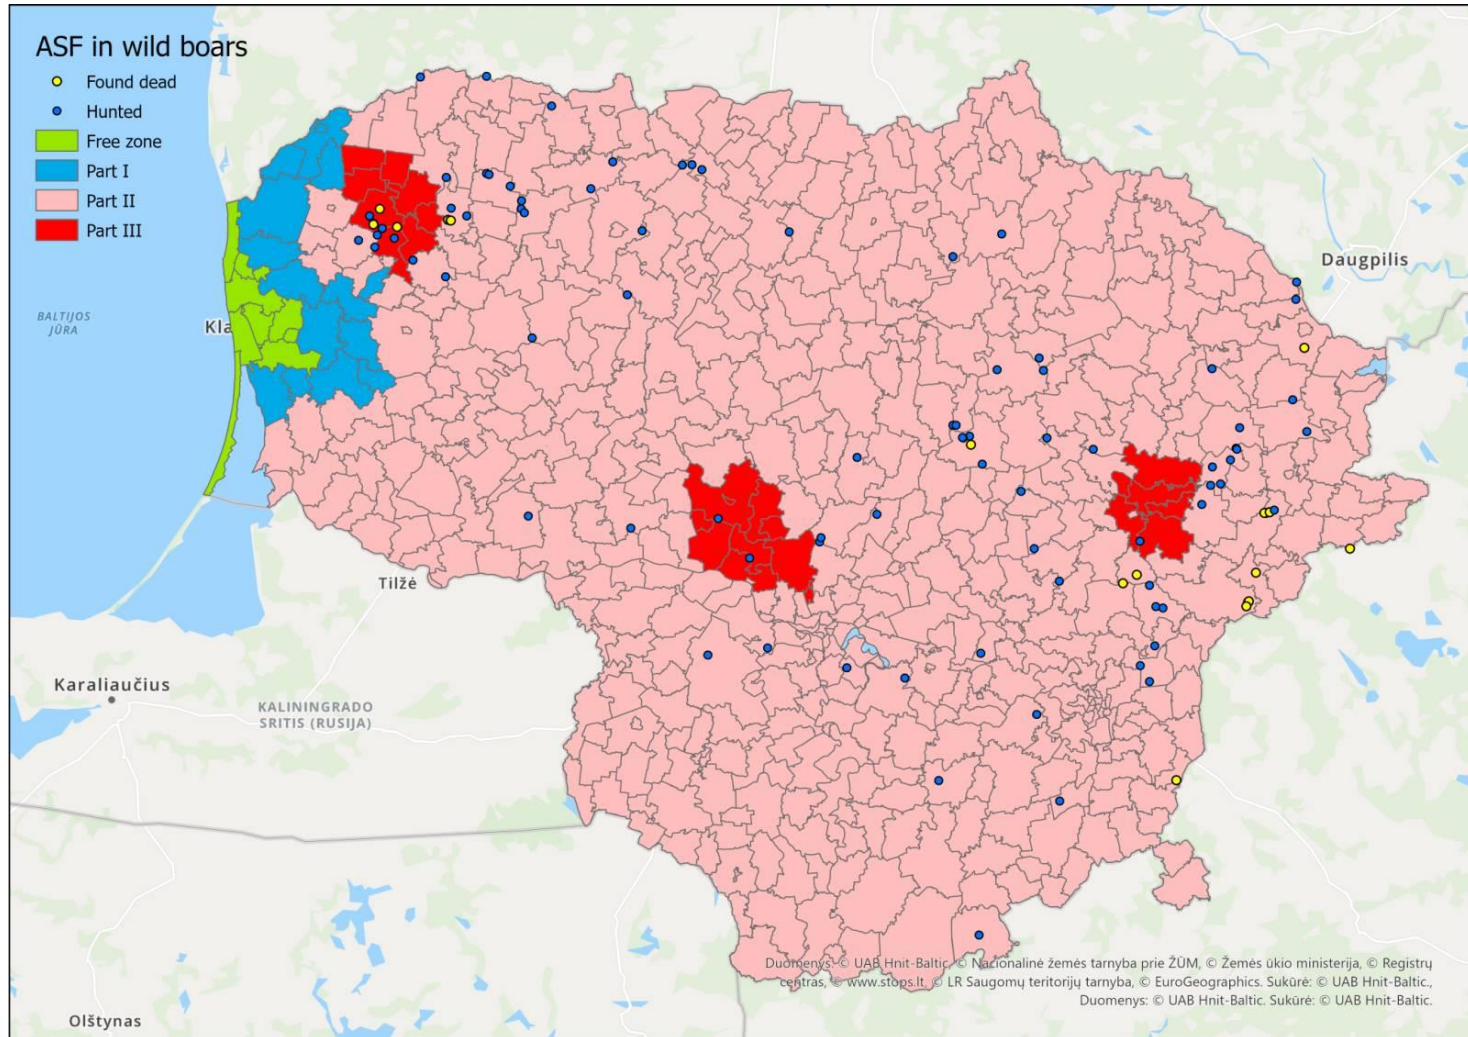 ASF in wild boars
Found dead
Hunted
Free zone
Part I
Part II
Part III
Daugpilis
BALTIJOS
JŪRA
Kla
Tilžė
Karaliaučius
KALININGRADO
SRITIS (RUSIJA)
Duomenys: © UAB Hnit-Baltic, © Nacionalinė žemės tarnyba prie ŽŪM, © Žemės ūkio ministerija, © Registrų
centras, © www.stops.lt, © LR Saugomų teritorijų tarnyba, © EuroGeographics. Sukūrė: © UAB Hnit-Baltic.,
Duomenys: © UAB Hnit-Baltic. Sukūrė: © UAB Hnit-Baltic.
Olštynas